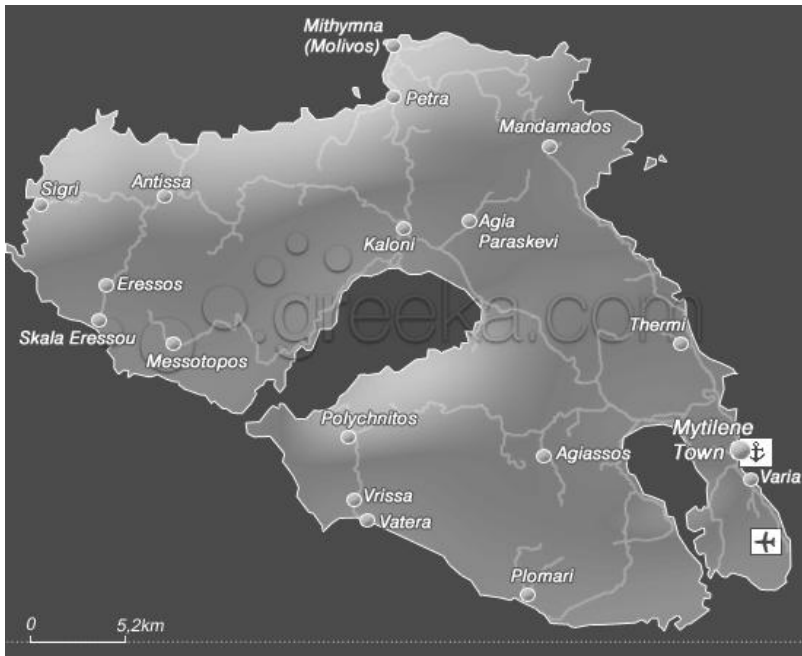 Mithymna
(Molivos)
Petra
Mandamados
Sigri
Antissa
Agia
Paraskevi
Kaloni
Eressos
.greeka.com
Skala Eressou
Messotopos
Thermi
Polychnitos
Mytilene
Town
Agiassos
Varia
Vrissa
Vatera
Plomari
0 5,2km